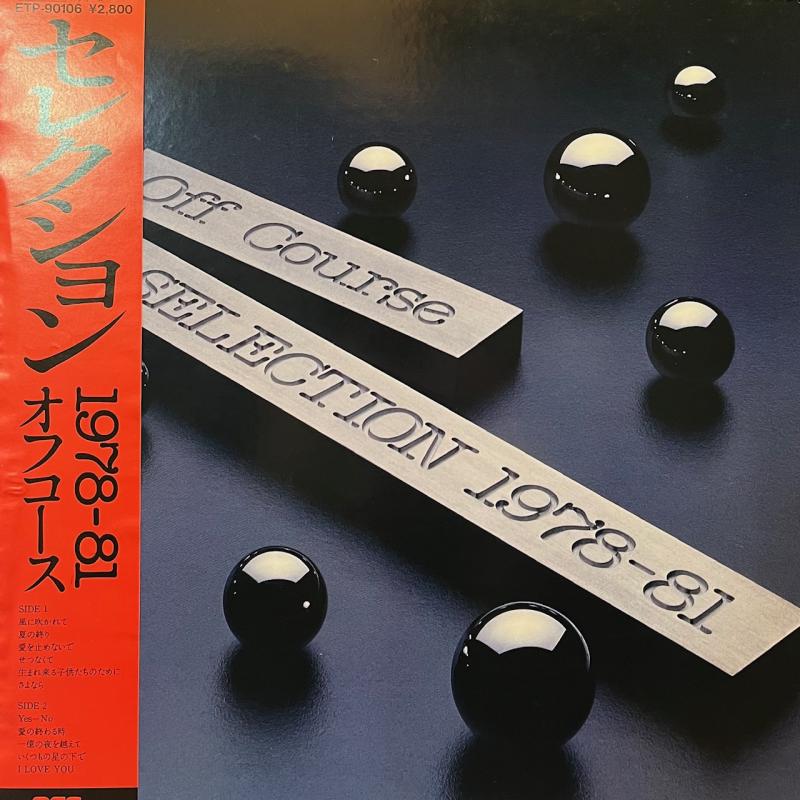 ETP-90106 ¥2,800
セレクション
1978-81
オフコース
SIDE 1
風に吹かれて
夏の終り
愛を止めないで
せつなくて
生まれ来る子供たちのために
さよなら
SIDE 2
Yes-No
愛の終わる時
一億の夜を越えて
いくつもの星の下で
I LOVE YOU
Off Course
SELECTION 1978-81